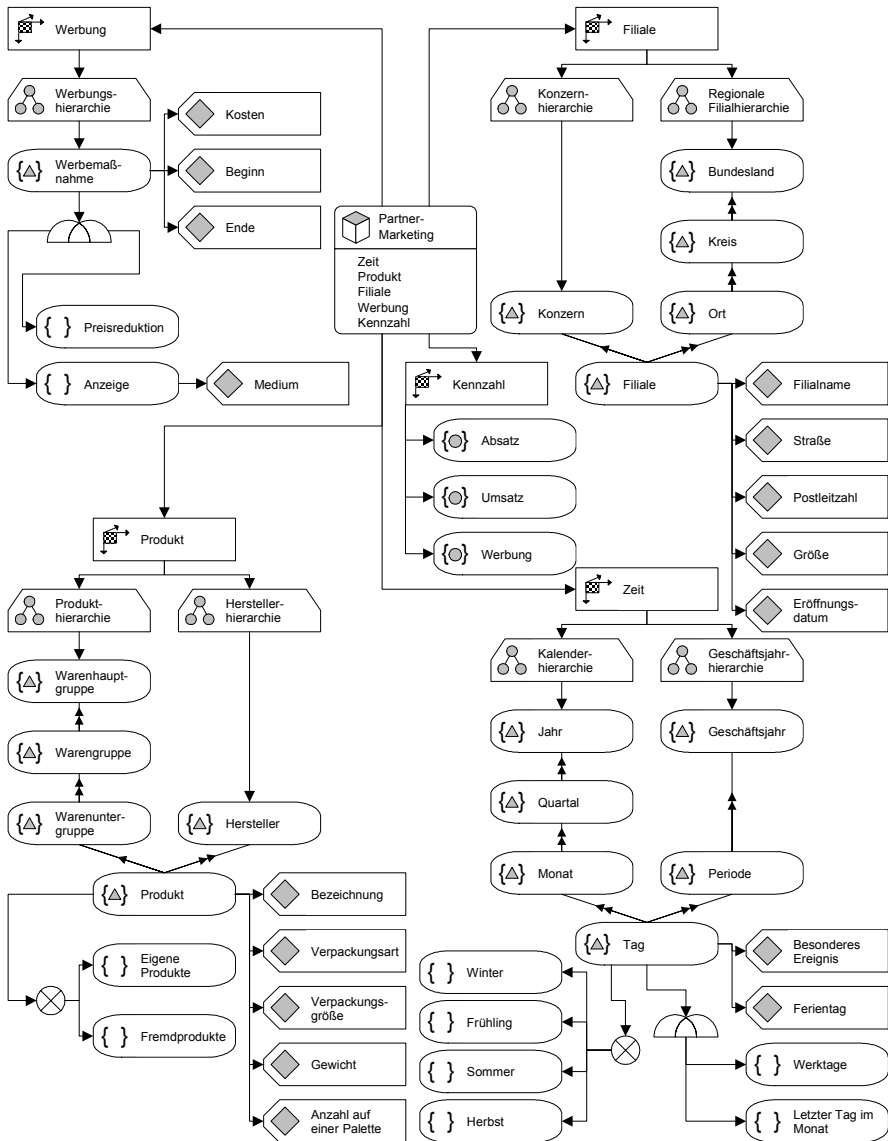 Werbung
Werbungs-
hierarchie
Werbemaß-
nahme
Kosten
Beginn
Ende
Preisreduktion
Anzeige
Medium
Partner-
Marketing
Zeit
Produkt
Filiale
Werbung
Kennzahl
Filiale
Konzern-
hierarchie
Regionale
Filialhierarchie
Bundesland
Kreis
Konzern
Ort
Filiale
Filialname
Straße
Postleitzahl
Größe
Eröffnungs-
datum
Kennzahl
Absatz
Umsatz
Werbung
Produkt
Produkt-
hierarchie
Hersteller-
hierarchie
Warenhaupt-
gruppe
Warengruppe
Warenunter-
gruppe
Hersteller
Produkt
Bezeichnung
Verpackungsart
Verpackungs-
größe
Gewicht
Anzahl auf
einer Palette
Eigene
Produkte
Fremdprodukte
Zeit
Kalender-
hierarchie
Geschäftsjahr-
hierarchie
Jahr
Geschäftsjahr
Quartal
Monat
Periode
Tag
Besonderes
Ereignis
Ferientag
Winter
Frühling
Sommer
Herbst
Werktage
Letzter Tag im
Monat